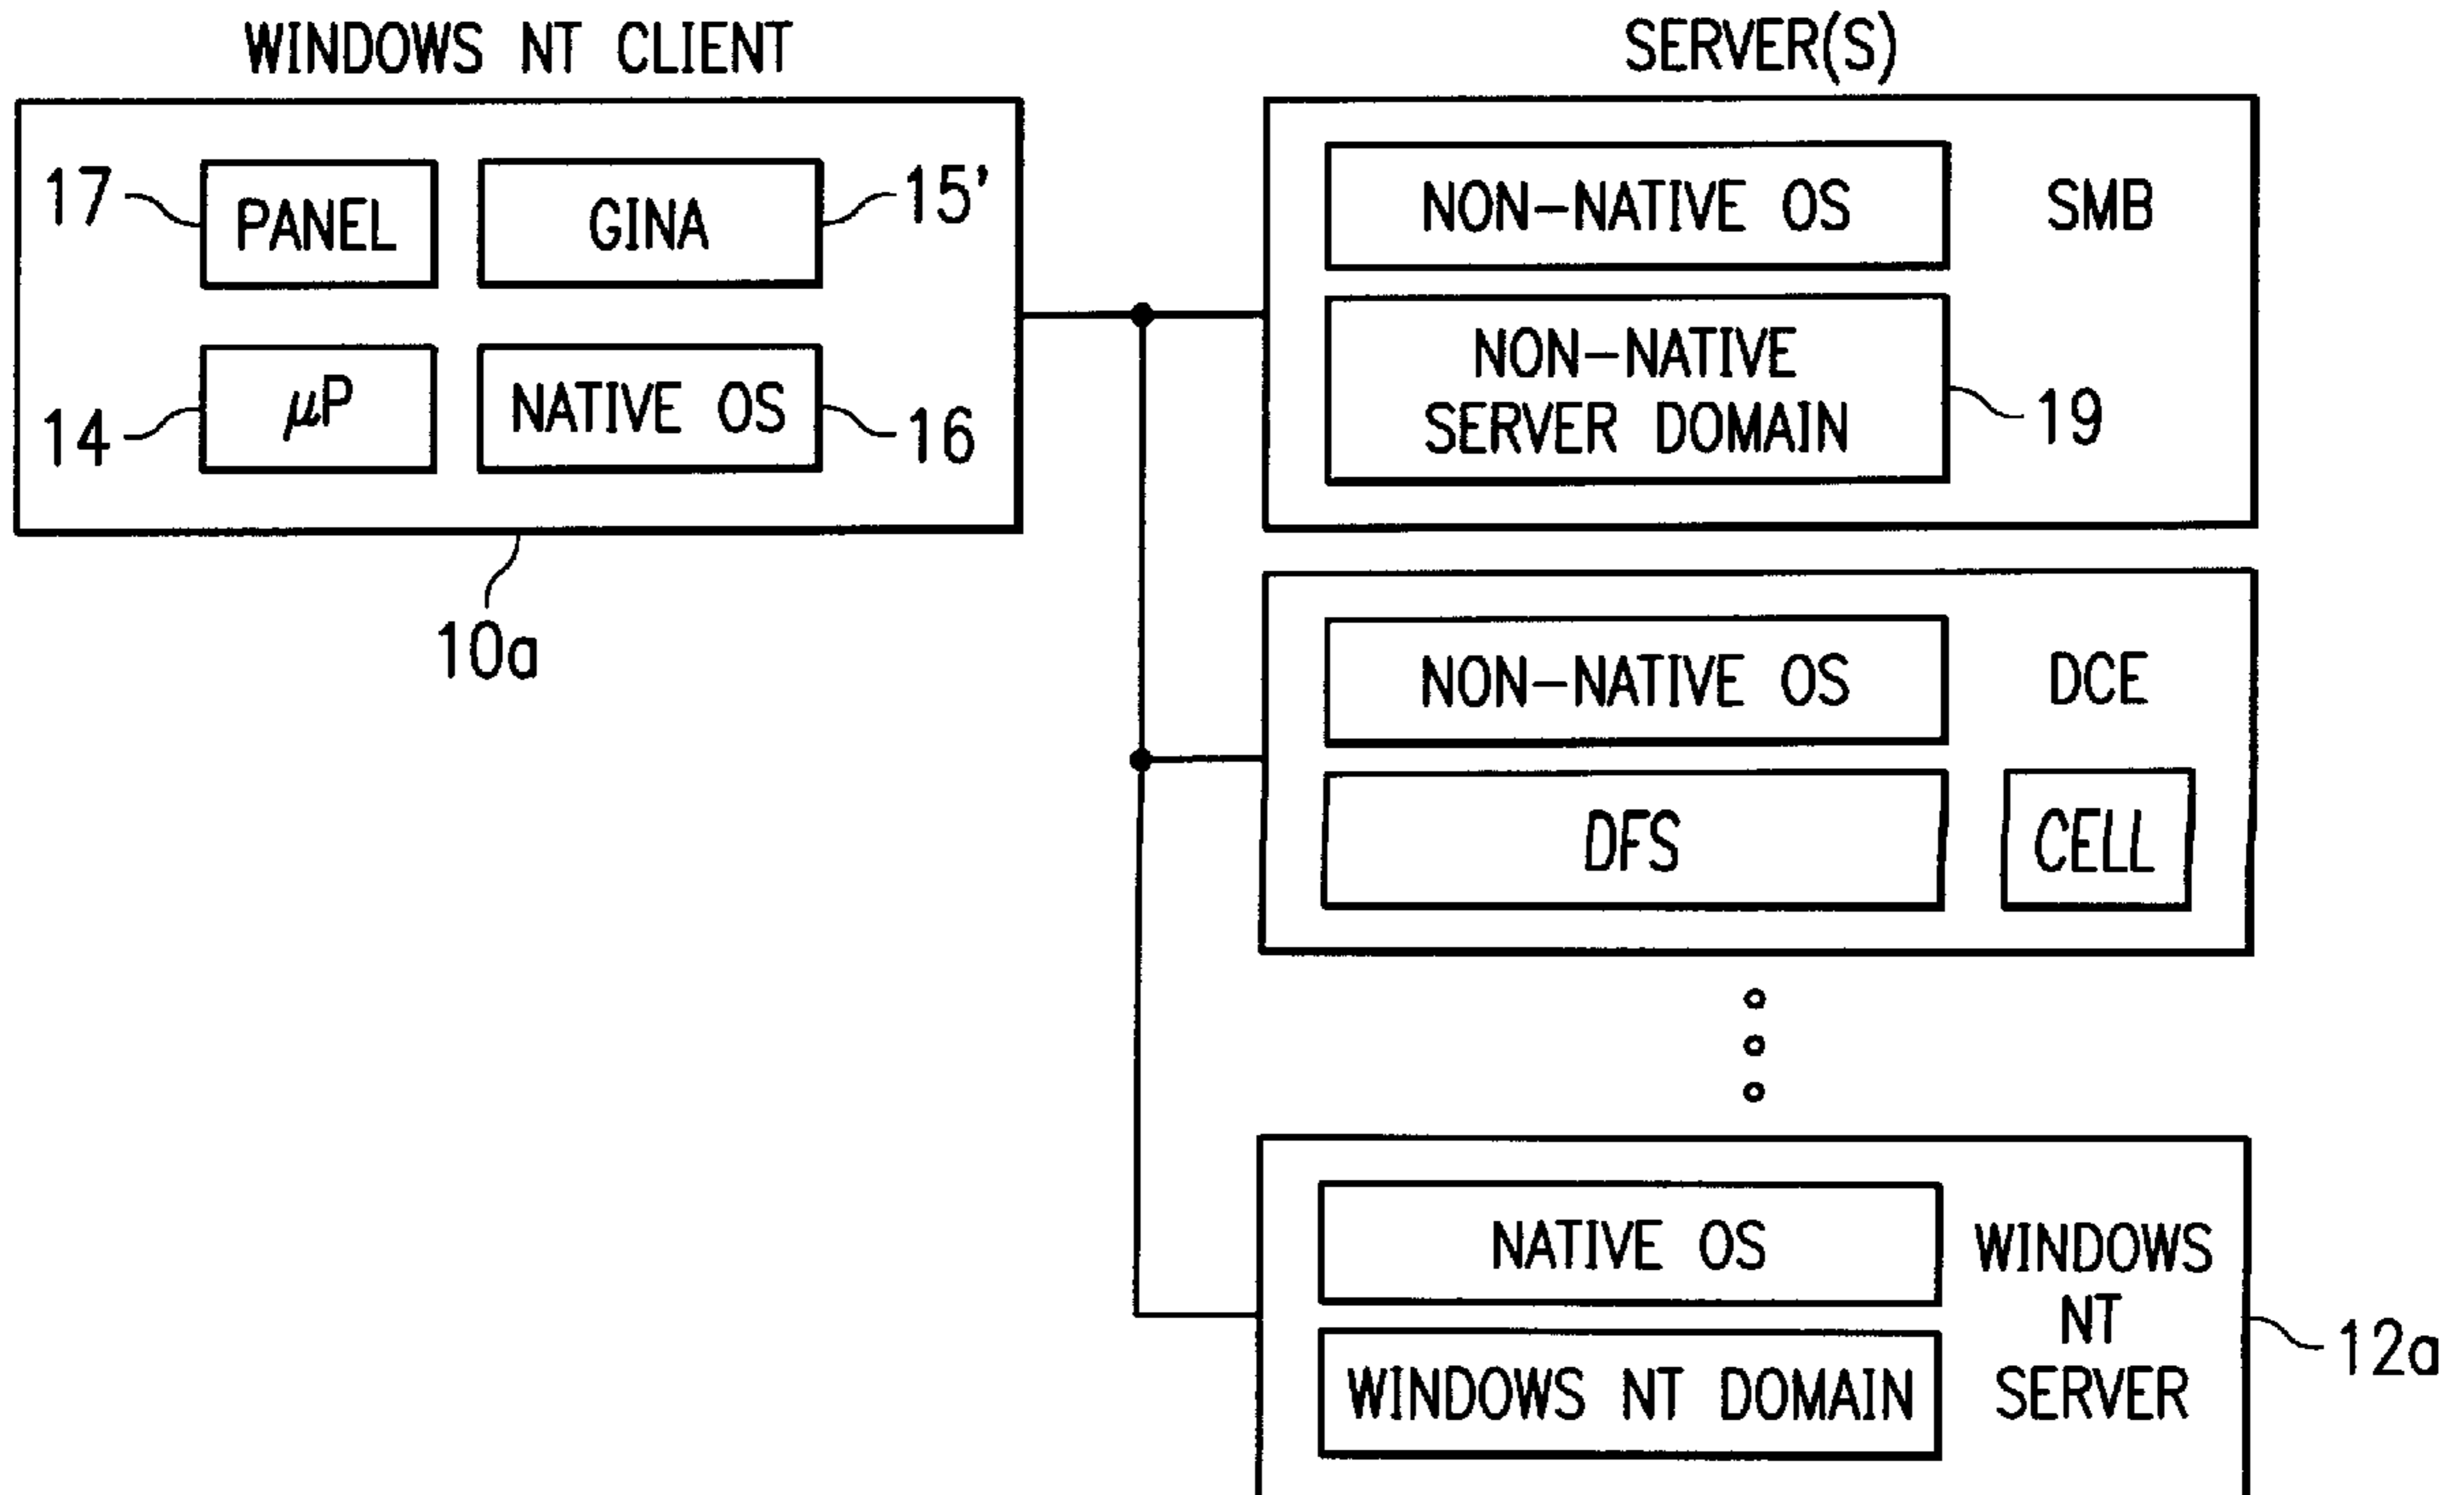 WINDOWS NT CLIENT
17
PANEL
GINA
15'
14
µP
NATIVE OS
16
10a
SERVER(S)
NON-NATIVE OS
SMB
NON-NATIVE
SERVER DOMAIN
19
NON-NATIVE OS
DCE
DFS
CELL
NATIVE OS
WINDOWS
NT
SERVER
WINDOWS NT DOMAIN
12a